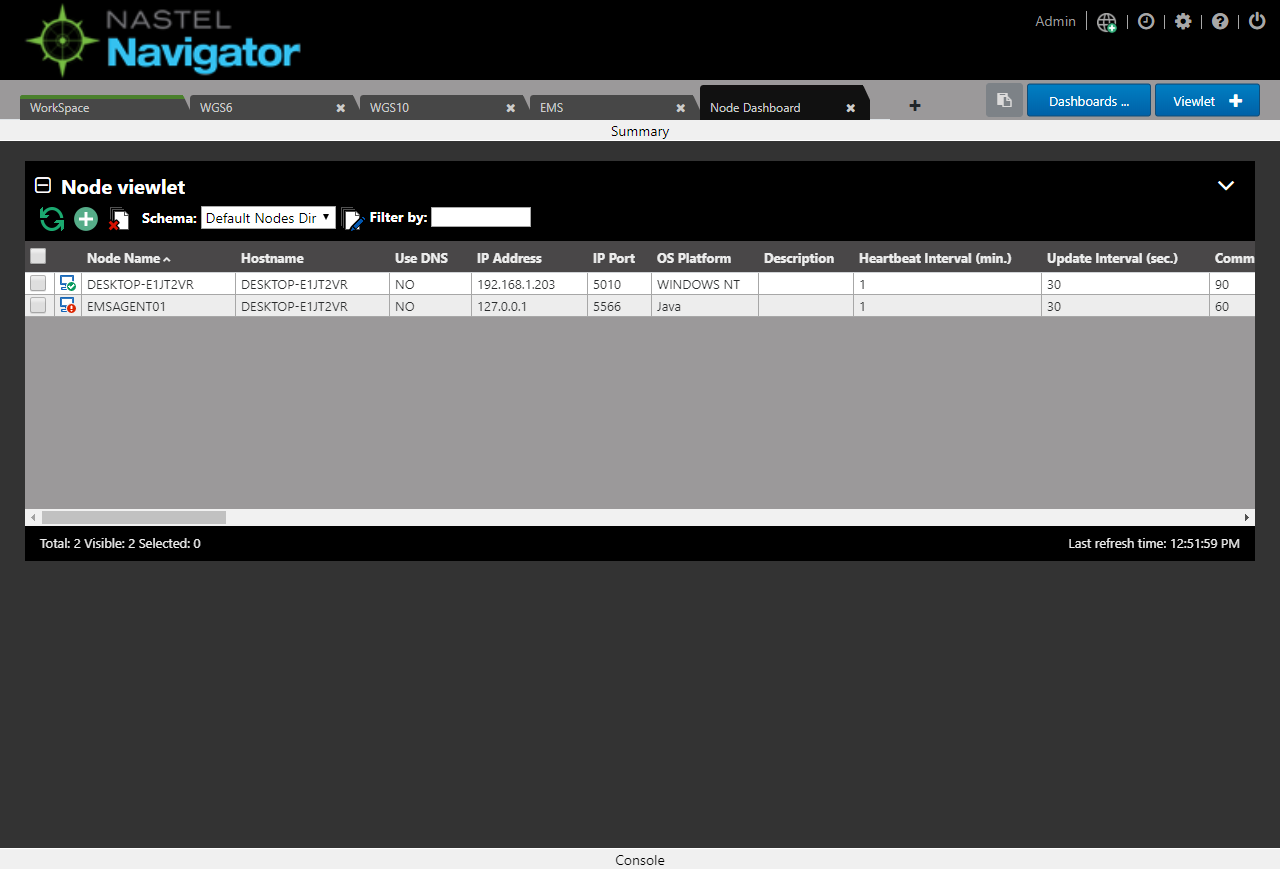 NASTEL
Navigator
Admin
WorkSpace
WGS6
WGS10
EMS
Node Dashboard
Dashboards ...
Viewlet
Summary
Node viewlet
Schema: Default Nodes Dir Filter by:
Node Name Hostname Use DNS IP Address IP Port OS Platform Description Heartbeat Interval (min.) Update Interval (sec.) Comm
DESKTOP-E1JT2VR DESKTOP-E1JT2VR NO 192.168.1.203 5010 WINDOWS NT 1 30 90
EMSAGENT01 DESKTOP-E1JT2VR NO 127.0.0.1 5566 Java 1 30 60
Total: 2 Visible: 2 Selected: 0
Last refresh time: 12:51:59 PM
Console